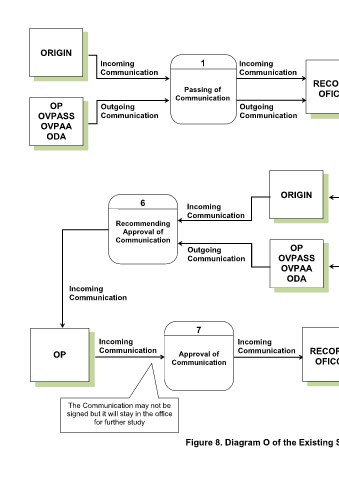 ORIGIN
Incoming
Communication
1
Passing of
Communication
Incoming
Communication
OP
OVPASS
OVPAA
ODA
Outgoing
Communication
Outgoing
Communication
RECO
OFIC
6
Recommending
Approval of
Communication
Incoming
Communication
ORIGIN
Outgoing
Communication
OP
OVPASS
OVPAA
ODA
Incoming
Communication
OP
Incoming
Communication
7
Approval of
Communication
Incoming
Communication
RECOR
OFIC
The Communication may not be
signed but it will stay in the office
for further study
Figure 8. Diagram O of the Existing S